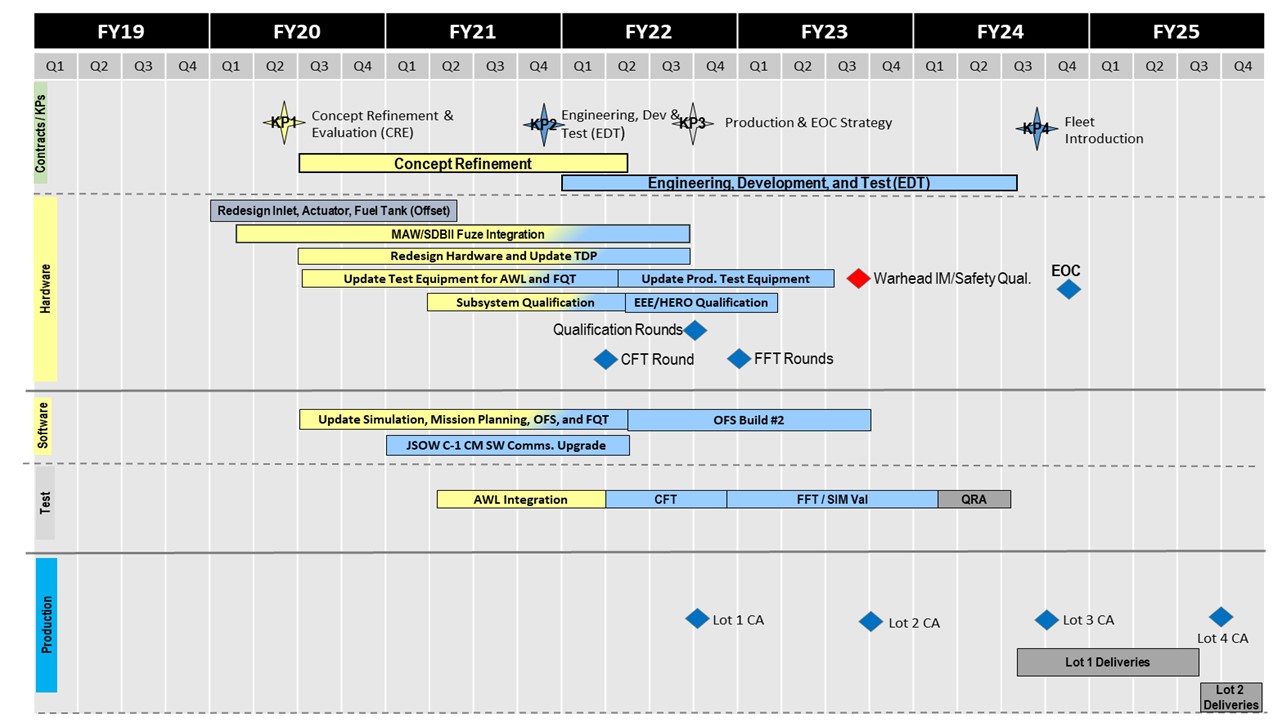 FY19 FY20 FY21 FY22 FY23 FY24 FY25
Q1 Q2 Q3 Q4 Q1 Q2 Q3 Q4 Q1 Q2 Q3 Q4 Q1 Q2 Q3 Q4 Q1 Q2 Q3 Q4 Q1 Q2 Q3 Q4 Q1 Q2 Q3 Q4
Contracts / KPs
KP1
Concept Refinement &
Evaluation (CRE)
KP2
Engineering, Dev &
Test (EDT)
KP3
Production & EOC Strategy
KP4
Fleet
Introduction
Concept Refinement
Engineering, Development, and Test (EDT)
Hardware
Redesign Inlet, Actuator, Fuel Tank (Offset)
MAW/SDBII Fuze Integration
Redesign Hardware and Update TDP
Update Test Equipment for AWL and FQT
Update Prod. Test Equipment
Warhead IM/Safety Qual.
EOC
Subsystem Qualification
EEE/HERO Qualification
Qualification Rounds
CFT Round
FFT Rounds
Software
Update Simulation, Mission Planning, OFS, and FQT
OFS Build #2
JSOW C-1 CM SW Comms. Upgrade
Test
AWL Integration
CFT
FFT / SIM Val
QRA
Production
Lot 1 CA
Lot 2 CA
Lot 3 CA
Lot 4 CA
Lot 1 Deliveries
Lot 2
Deliveries